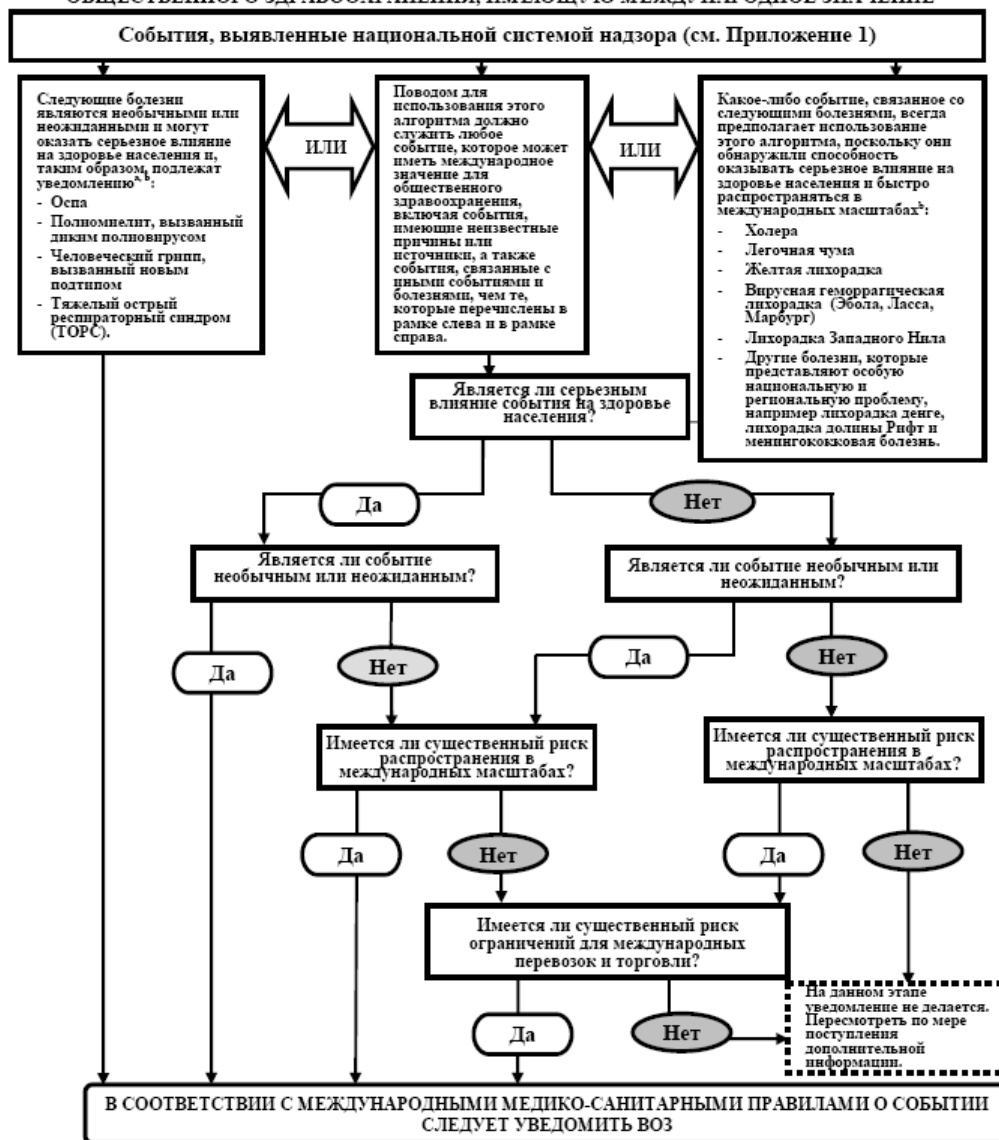 ОБЩЕСТВЕННОГО ЗДРАВООХРАНЕНИЯ, ИМЕЮЩУЮ МЕЖДУНАРОДНОЕ ЗНАЧЕНИЕ
События, выявленные национальной системой надзора (см. Приложение 1)
Следующие болезни
являются необычными или
неожиданными и могут
оказать серьезное влияние
на здоровье населения и,
таким образом, подлежат
уведомлениюa, b:
- Оспа
- Полиомиелит, вызванный
диким полиовирусом
- Человеческий грипп,
вызванный новым
подтипом
- Тяжелый острый
респираторный синдром
(ТОРС).
ИЛИ
Поводом для
использования этого
алгоритма должно
служить любое
событие, которое может
иметь международное
значение для
общественного
здравоохранения,
включая события,
имеющие неизвестные
причины или
источники, а также
события, связанные с
иными событиями и
болезнями, чем те,
которые перечислены в
рамке слева и в рамке
справа.
ИЛИ
Какое-либо событие, связанное со
следующими болезнями, всегда
предполагает использование
этого алгоритма, поскольку они
обнаружили способность
оказывать серьезное влияние на
здоровье населения и быстро
распространяться в
международных масштабахb:
- Холера
- Легочная чума
- Желтая лихорадка
- Вирусная геморрагическая
лихорадка (Эбола, Ласса,
Марбург)
- Лихорадка Западного Нила
- Другие болезни, которые
представляют особую
национальную и
региональную проблему,
например лихорадка денге,
лихорадка долины Рифт и
менингококковая болезнь.
Является ли серьезным
влияние события на здоровье
населения?
Да
Нет
Является ли событие
необычным или неожиданным?
Является ли событие необычным или
неожиданным?
Да
Нет
Да
Нет
Имеется ли существенный риск
распространения в
международных масштабах?
Имеется ли существенный риск
распространения в
международных масштабах?
Да
Нет
Да
Нет
Имеется ли существенный риск
ограничений для международных
перевозок и торговли?
Да
Нет
На данном этапе
уведомление не делается.
Пересмотреть по мере
поступления
дополнительной
информации.
В СООТВЕТСТВИИ С МЕЖДУНАРОДНЫМИ МЕДИКО-САНИТАРНЫМИ ПРАВИЛАМИ О СОБЫТИИ
СЛЕДУЕТ УВЕДОМИТЬ ВОЗ